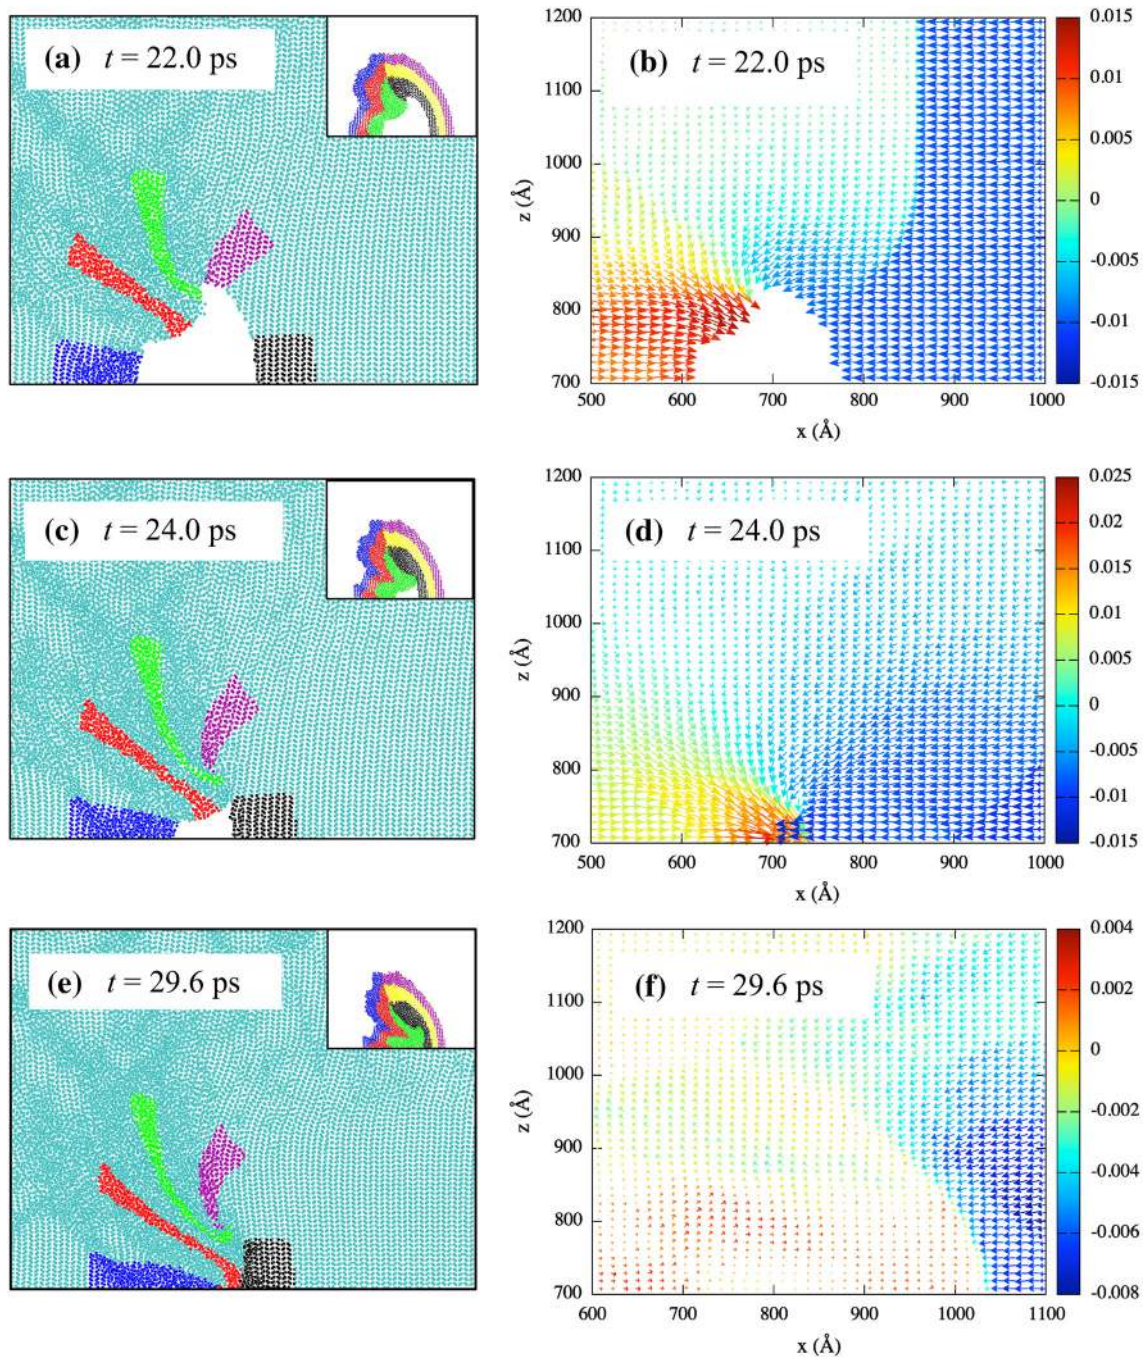 (a) t = 22.0 ps
(b) t = 22.0 ps
1200
1100
1000
900
800
700
z (Å)
500 600 700 800 900 1000
x (Å)
0.015
0.01
0.005
0
-0.005
-0.01
-0.015
(c) t = 24.0 ps
(d) t = 24.0 ps
1200
1100
1000
900
800
700
z (Å)
500 600 700 800 900 1000
x (Å)
0.025
0.02
0.015
0.01
0.005
0
-0.005
-0.01
-0.015
(e) t = 29.6 ps
(f) t = 29.6 ps
1200
1100
1000
900
800
700
z (Å)
600 700 800 900 1000 1100
x (Å)
0.004
0.002
0
-0.002
-0.004
-0.006
-0.008